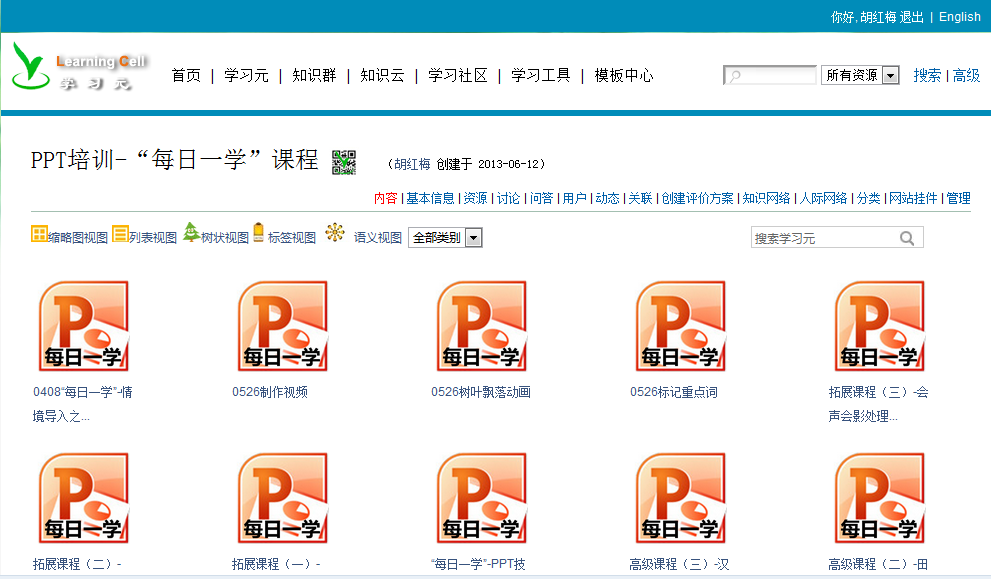 你好, 胡红梅 退出 | English
Learning Cell
学 习 元
首页 | 学习元 | 知识群 | 知识云 | 学习社区 | 学习工具 | 模板中心
所有资源 搜索 | 高级
PPT培训-“每日一学”课程 （胡红梅 创建于 2013-06-12）
内容 | 基本信息 | 资源 | 讨论 | 问答 | 用户 | 动态 | 关联 | 创建评价方案 | 知识网络 | 人际网络 | 分类 | 网站挂件 | 管理
缩略图视图 列表视图 树状视图 标签视图 语义视图 全部类别 搜索学习元
P 每日一学 P 每日一学 P 每日一学 P 每日一学 P 每日一学
0408“每日一学”-情 0526制作视频 0526树叶飘落动画 0526标记重点词 拓展课程（三）-会
境导入之... 声会影处理...
P 每日一学 P 每日一学 P 每日一学 P 每日一学 P 每日一学
拓展课程（二）- 拓展课程（一）- “每日一学”-PPT技 高级课程（三）-汉 高级课程（二）-田